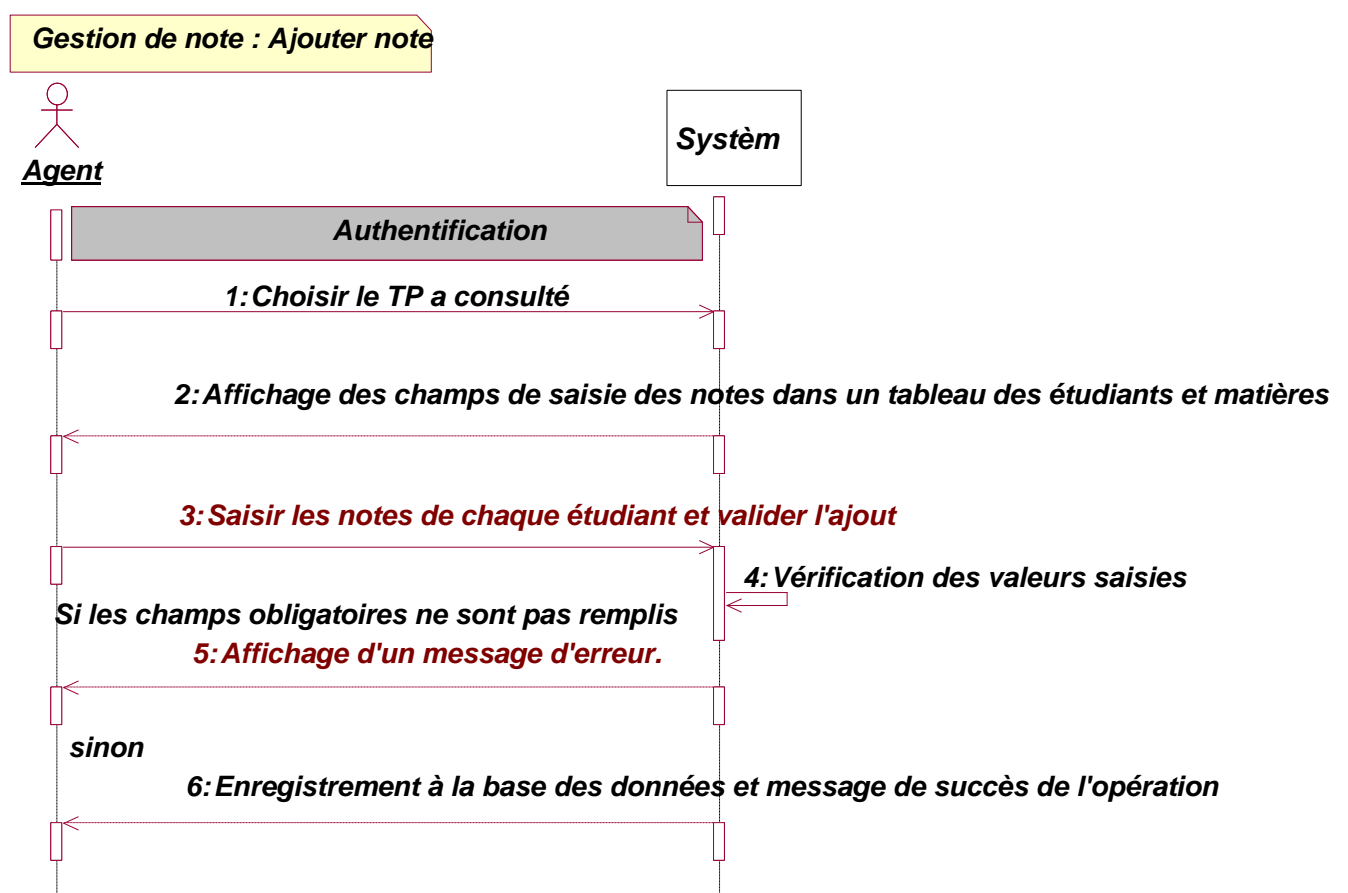 Gestion de note : Ajouter note
Systèm
Agent
Authentification
1: Choisir le TP a consulté
2: Affichage des champs de saisie des notes dans un tableau des étudiants et matières
3: Saisir les notes de chaque étudiant et valider l'ajout
4: Vérification des valeurs saisies
Si les champs obligatoires ne sont pas remplis
5: Affichage d'un message d'erreur.
sinon
6: Enregistrement à la base des données et message de succès de l'opération